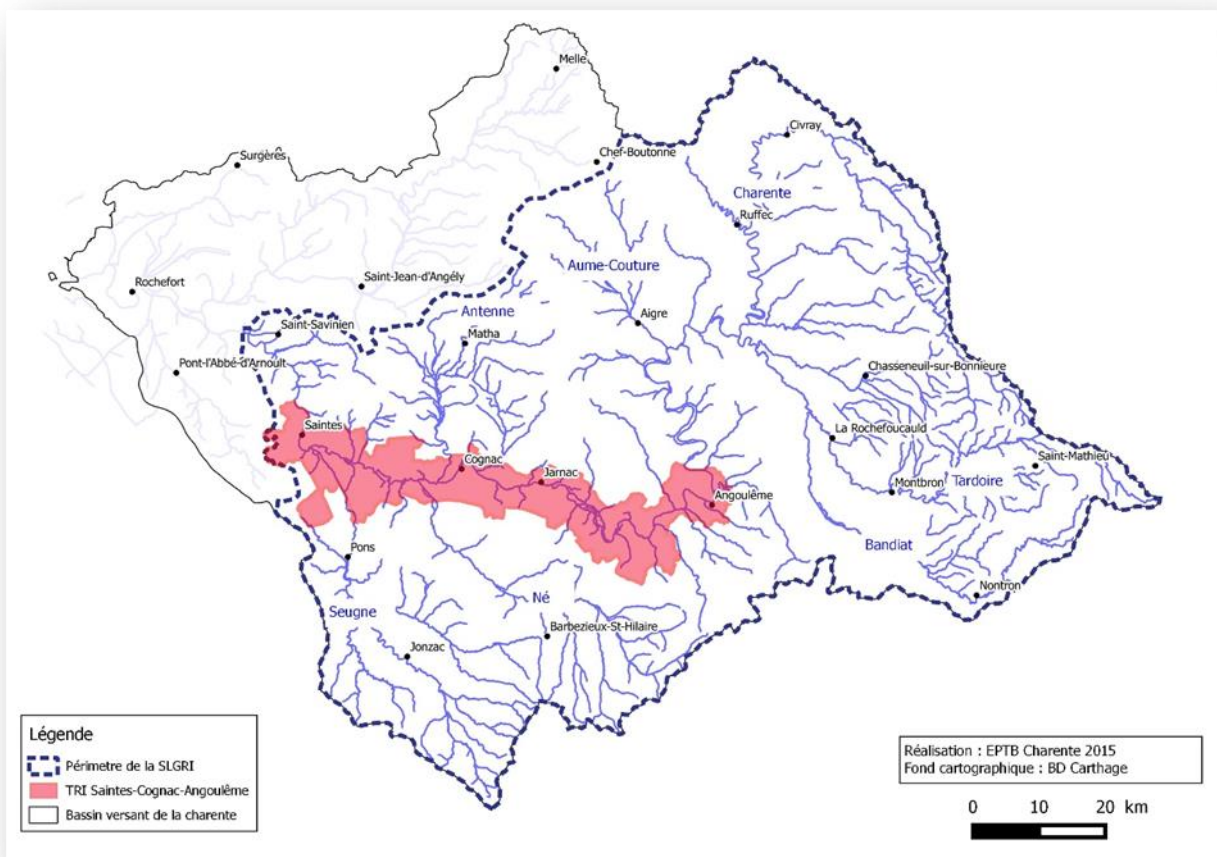 Melle
Civray
Surgères
Chef-Boutonne
Charente
Ruffec
Aume-Couture
Rochefort
Saint-Jean-d'Angély
Antenne
Aigre
Saint-Savinien
Matha
Pont-l'Abbé-d'Arnoult
Chasseneuil-sur-Bonnieure
Saintes
La Rochefoucauld
Cognac
Saint-Mathieu
Jarnac
Montbron
Tardoire
Angoulême
Bandiat
Pons
Nontron
Né
Seugne
Barbezieux-St-Hilaire
Jonzac
Légende
Périmetre de la SLGRI
TRI Saintes-Cognac-Angoulême
Bassin versant de la charente
Réalisation : EPTB Charente 2015
Fond cartographique : BD Carthage
0 10 20 km